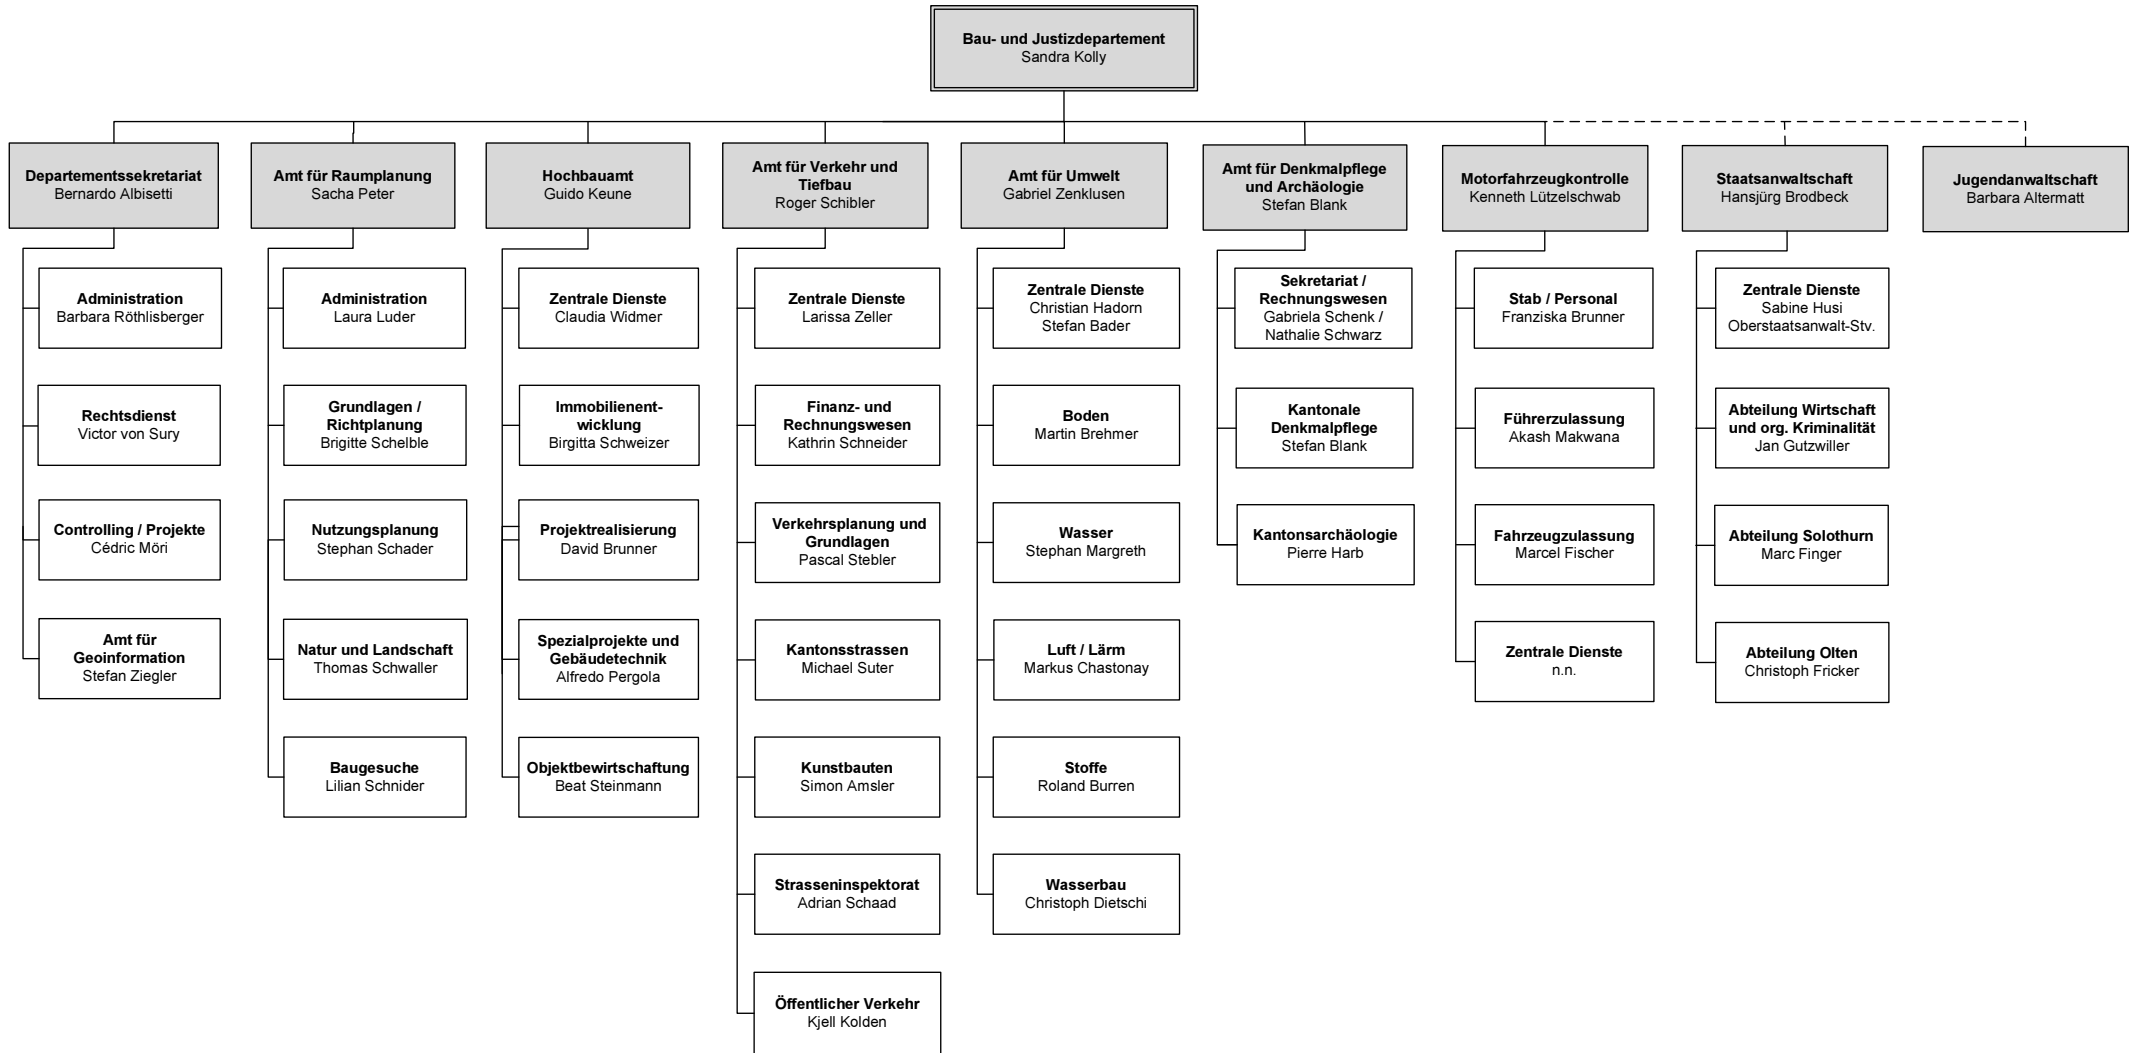 Bau- und Justizdepartement
Sandra Kolly
Departementssekretariat
Bernardo Albisetti
Administration
Barbara Röthlisberger
Rechtsdienst
Victor von Sury
Controlling / Projekte
Cédric Möri
Amt für
Geoinformation
Stefan Ziegler
Amt für Raumplanung
Sacha Peter
Administration
Laura Luder
Grundlagen /
Richtplanung
Brigitte Schelble
Nutzungsplanung
Stephan Schader
Natur und Landschaft
Thomas Schwaller
Baugesuche
Lilian Schnider
Hochbauamt
Guido Keune
Zentrale Dienste
Claudia Widmer
Immobilienent-
wicklung
Birgitta Schweizer
Projektrealisierung
David Brunner
Spezialprojekte und
Gebäudetechnik
Alfredo Pergola
Objektbewirtschaftung
Beat Steinmann
Amt für Verkehr und
Tiefbau
Roger Schibler
Zentrale Dienste
Larissa Zeller
Finanz- und
Rechnungswesen
Kathrin Schneider
Verkehrsplanung und
Grundlagen
Pascal Stebler
Kantonsstrassen
Michael Suter
Kunstbauten
Simon Amsler
Strasseninspektorat
Adrian Schaad
Öffentlicher Verkehr
Kjell Kolden
Amt für Umwelt
Gabriel Zenklusen
Zentrale Dienste
Christian Hadorn
Stefan Bader
Boden
Martin Brehmer
Wasser
Stephan Margreth
Luft / Lärm
Markus Chastonay
Stoffe
Roland Burren
Wasserbau
Christoph Dietschi
Amt für Denkmalpflege
und Archäologie
Stefan Blank
Sekretariat /
Rechnungswesen
Gabriela Schenk /
Nathalie Schwarz
Kantonale
Denkmalpflege
Stefan Blank
Kantonsarchäologie
Pierre Harb
Motorfahrzeugkontrolle
Kenneth Lützelschwab
Stab / Personal
Franziska Brunner
Führerzulassung
Akash Makwana
Fahrzeugzulassung
Marcel Fischer
Zentrale Dienste
n.n.
Staatsanwaltschaft
Hansjürg Brodbeck
Zentrale Dienste
Sabine Husi
Oberstaatsanwalt-Stv.
Abteilung Wirtschaft
und org. Kriminalität
Jan Gutzwiller
Abteilung Solothurn
Marc Finger
Abteilung Olten
Christoph Fricker
Jugendanwaltschaft
Barbara Altermatt